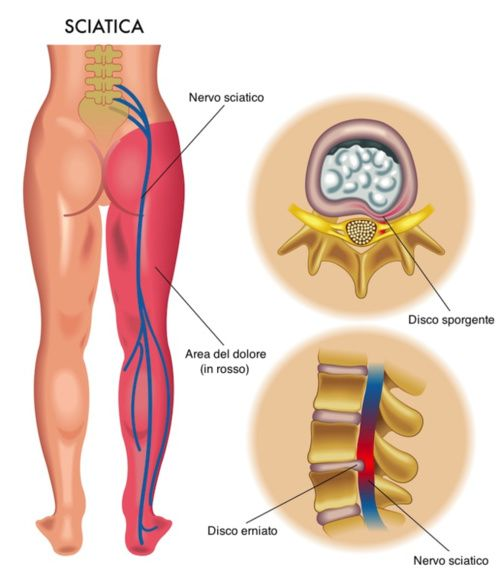 SCIATICA
Nervo sciatico
Disco sporgente
Area del dolore
(in rosso)
Disco erniato
Nervo sciatico